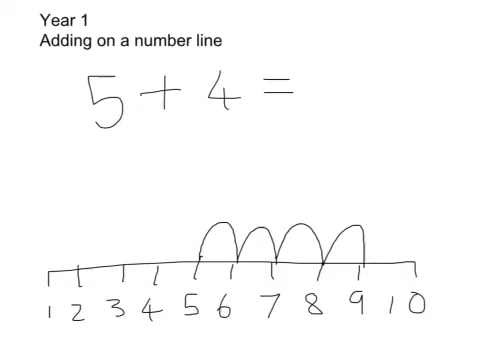 Year 1
Adding on a number line
5 + 4 =
1 2 3 4 5 6 7 8 9 10